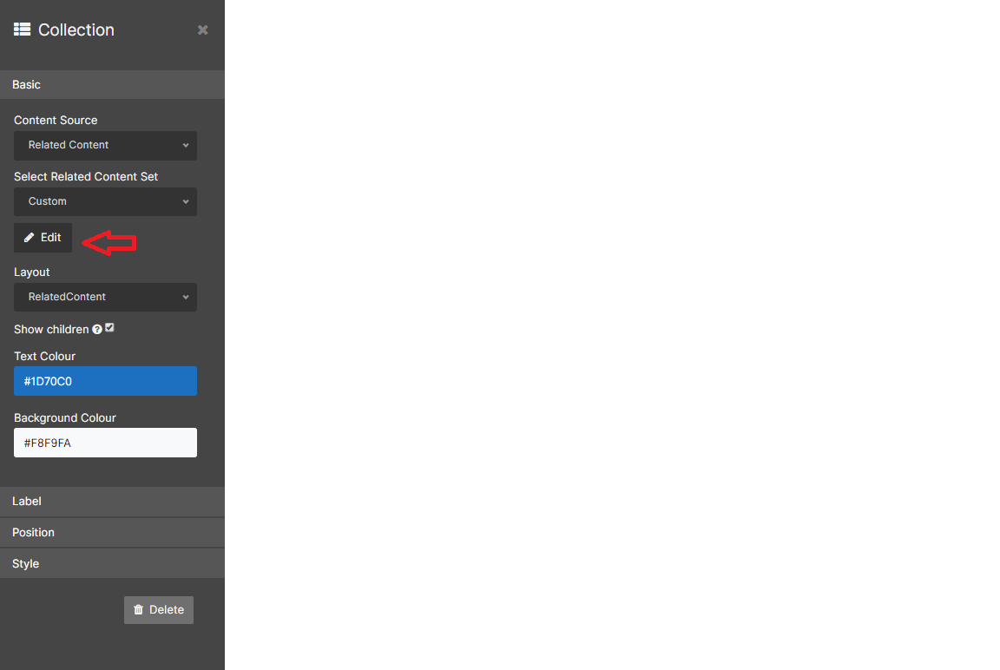 Collection
Basic
Content Source
Related Content
Select Related Content Set
Custom
Edit
Layout
RelatedContent
Show children
Text Colour
#1D70C0
Background Colour
#F8F9FA
Label
Position
Style
Delete